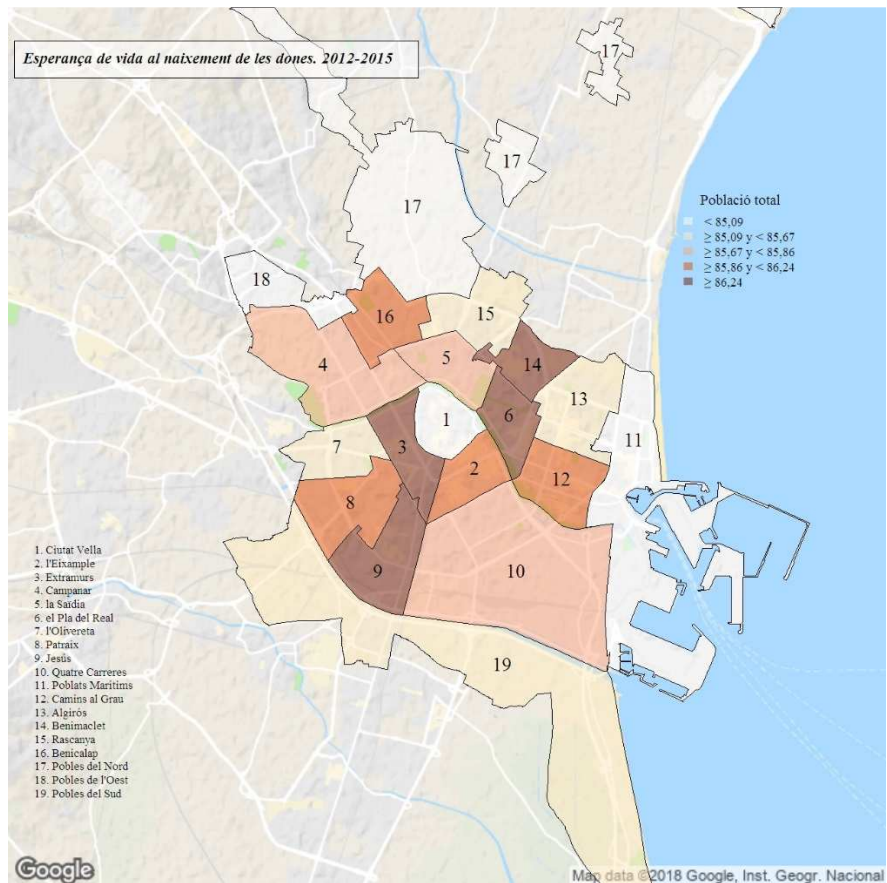 Esperança de vida al naixement de les dones. 2012-2015
17
17
17
Població total
< 85,09
≥ 85,09 y < 85,67
≥ 85,67 y < 85,86
≥ 85,86 y < 86,24
≥ 86,24
18
16
15
4
5
14
6
13
1
11
7
3
2
12
8
9
10
19
1. Ciutat Vella
2. l'Eixample
3. Extramurs
4. Campanar
5. la Saïdia
6. el Pla del Real
7. l'Olivereta
8. Patraix
9. Jesús
10. Quatre Carreres
11. Poblats Marítims
12. Camins al Grau
13. Algirós
14. Benimaclet
15. Rascanya
16. Benicalap
17. Pobles del Nord
18. Pobles de l'Oest
19. Pobles del Sud
Google
Map data ©2018 Google, Inst. Geogr. Nacional